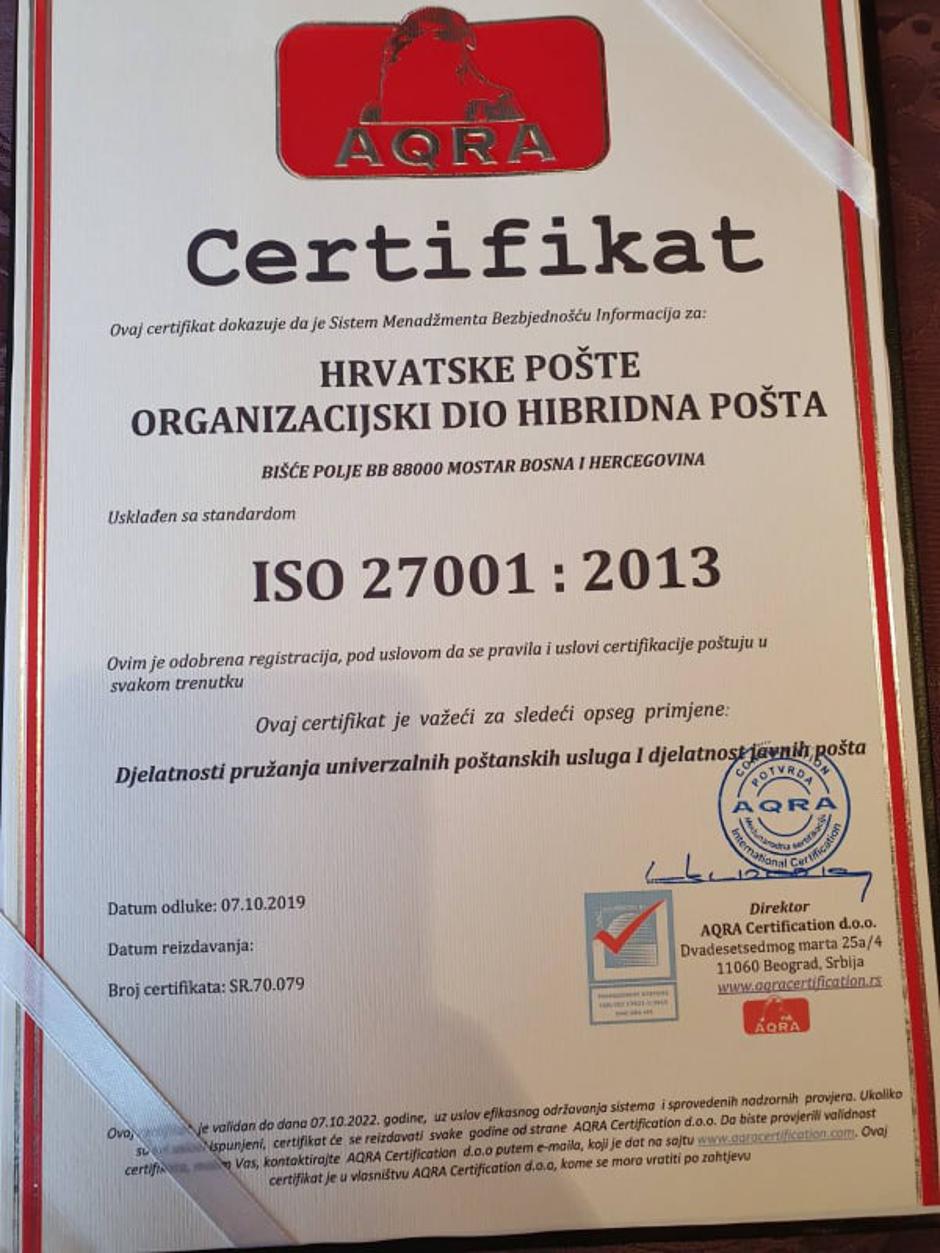 AQRA
Certifikat
Ovaj certifikat dokazuje da je Sistem Menadžmenta Bezbjednošću Informacija za:
HRVATSKE POŠTE
ORGANIZACIJSKI DIO HIBRIDNA POŠTA
BIŠĆE POLJE BB 88000 MOSTAR BOSNA I HERCEGOVINA
Usklađen sa standardom
ISO 27001 : 2013
Ovim je odobrena registracija, pod uslovom da se pravila i uslovi certifikacije poštuju u
svakom trenutku
Ovaj certifikat je važeći za sledeći opseg primjene:
Djelatnosti pružanja univerzalnih poštanskih usluga I djelatnost javnih pošta
POTVRDA
AQRA
Međunarodna sertifikacija
International Certification
Datum odluke: 07.10.2019
Datum reizdavanja:
Broj certifikata: SR.70.079
Direktor
AQRA Certification d.o.o.
Dvadesetsedmog marta 25a/4
11060 Beograd, Srbija
www.aqracertification.rs
AQRA
MANAGEMENT SYSTEMS
Ovaj je validan do dana 07.10.2022. godine, uz uslov efikasnog održavanja sistema i sprovedenih nadzornih provjera. Ukoliko
ispunjeni, certifikat će se reizdavati svake godine od strane AQRA Certification d.o.o. Da biste provjerili validnost
Vas, kontaktirajte AQRA Certification d.o.o putem e-maila, koji je dat na sajtu www.aqracertification.com. Ovaj
certifikat je u vlasništvu AQRA Certification d.o.o, kome se mora vratiti po zahtjevu